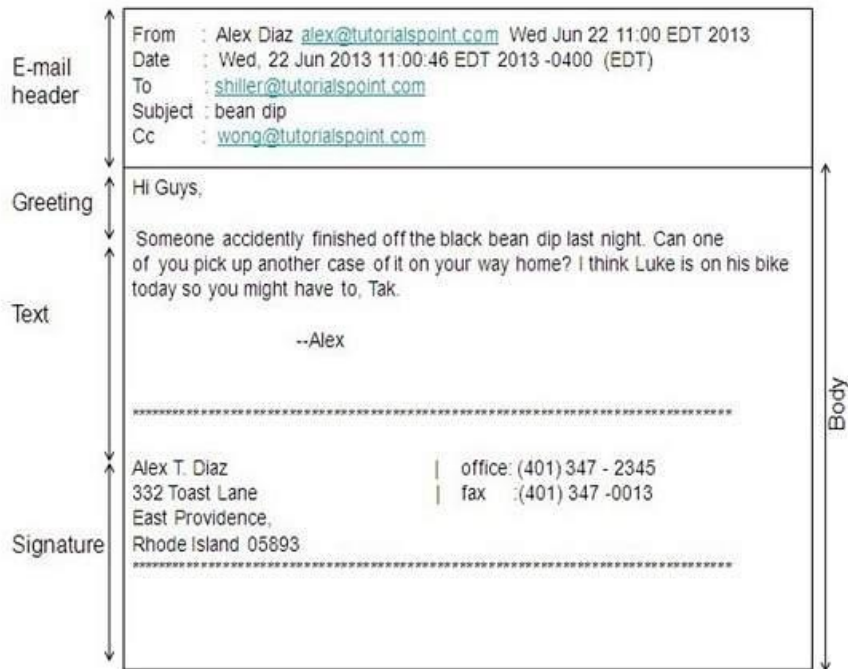 E-mail
header
From : Alex Diaz alex@tutorialspoint.com Wed Jun 22 11:00 EDT 2013
Date : Wed, 22 Jun 2013 11:00:46 EDT 2013 -0400 (EDT)
To : shiller@tutorialspoint.com
Subject : bean dip
Cc : wong@tutorialspoint.com
Greeting
Hi Guys,
Text
Someone accidently finished off the black bean dip last night. Can one
of you pick up another case of it on your way home? I think Luke is on his bike
today so you might have to, Tak.
--Alex
Signature
Alex T. Diaz | office: (401) 347 - 2345
332 Toast Lane | fax :(401) 347 -0013
East Providence,
Rhode Island 05893
Body